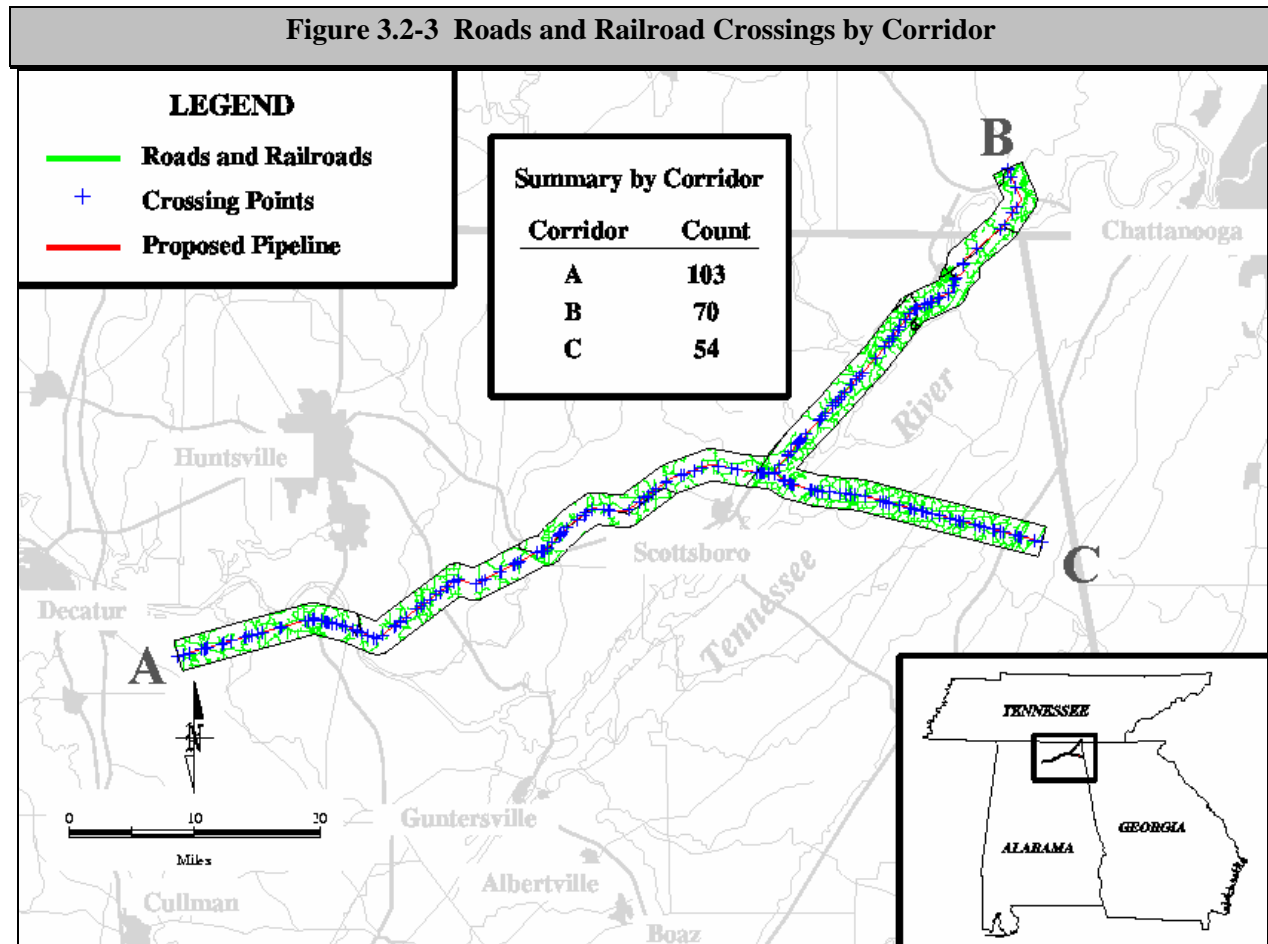 Figure 3.2-3 Roads and Railroad Crossings by Corridor
LEGEND
Roads and Railroads
Crossing Points
Proposed Pipeline
Summary by Corridor
Corridor Count
A 103
B 70
C 54
B
Chattanooga
Huntsville
River
Scottsboro
C
Decatur
Tennessee
A
N
0 10 20
Miles
Guntersville
Albertville
Cullman
Boaz
TENNESSEE
GEORGIA
ALABAMA